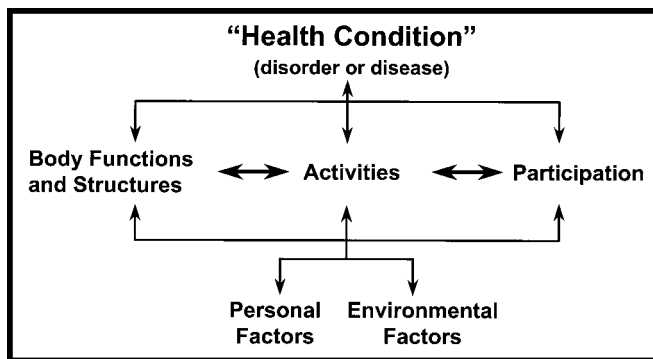 “Health Condition”
(disorder or disease)
Body Functions
and Structures
Activities
Participation
Personal
Factors
Environmental
Factors